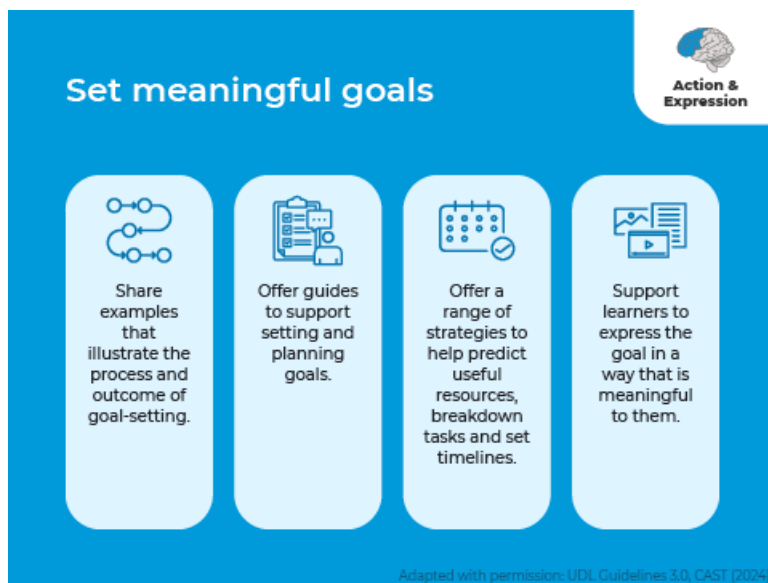 Set meaningful goals
Action &
Expression
Share
examples
that
illustrate the
process and
outcome of
goal-setting.
Offer guides
to support
setting and
planning
goals.
Offer a
range of
strategies to
help predict
useful
resources,
breakdown
tasks and set
timelines.
Support
learners to
express the
goal in a
way that is
meaningful
to them.
Adapted with permission: UDL Guidelines 3.0, CAST (2024)